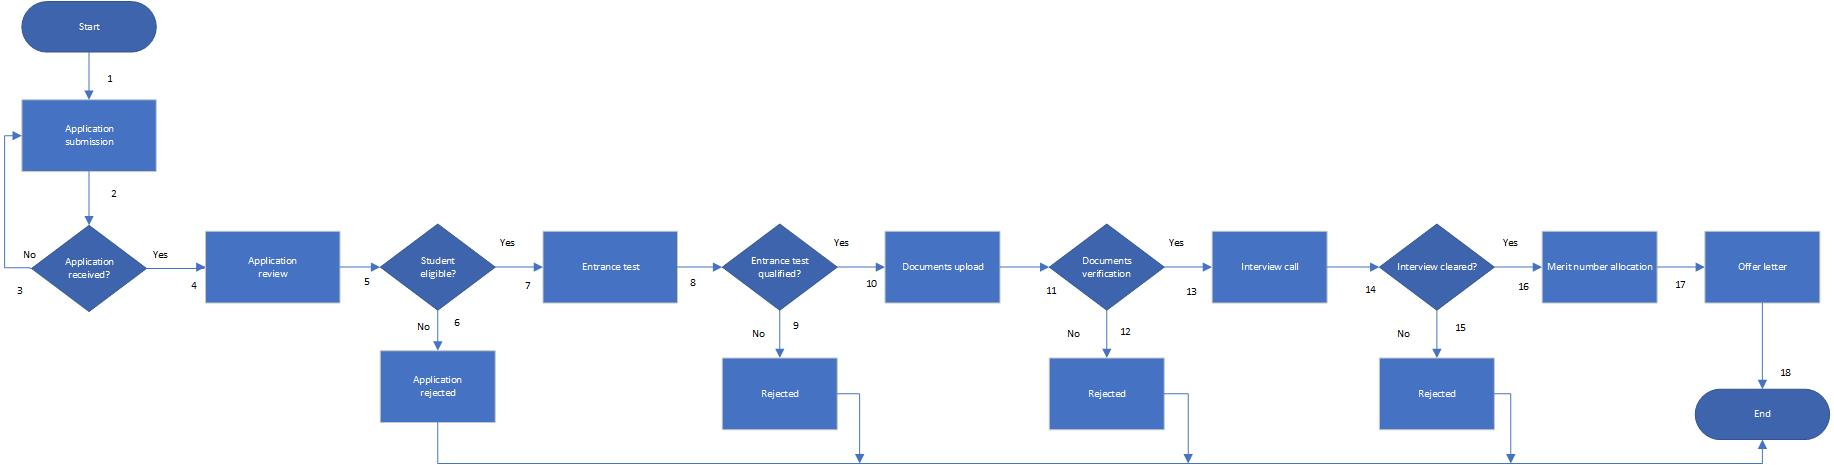 Start
1
Application
submission
2
No
Application
received?
Yes
3
4
Application
review
5
Student
eligible?
Yes
7
No
6
Application
rejected
Entrance test
8
Entrance test
qualified?
Yes
10
No
9
Rejected
Documents upload
11
Documents
verification
Yes
13
No
12
Rejected
Interview call
14
Interview cleared?
Yes
16
No
15
Rejected
Merit number allocation
17
Offer letter
18
End